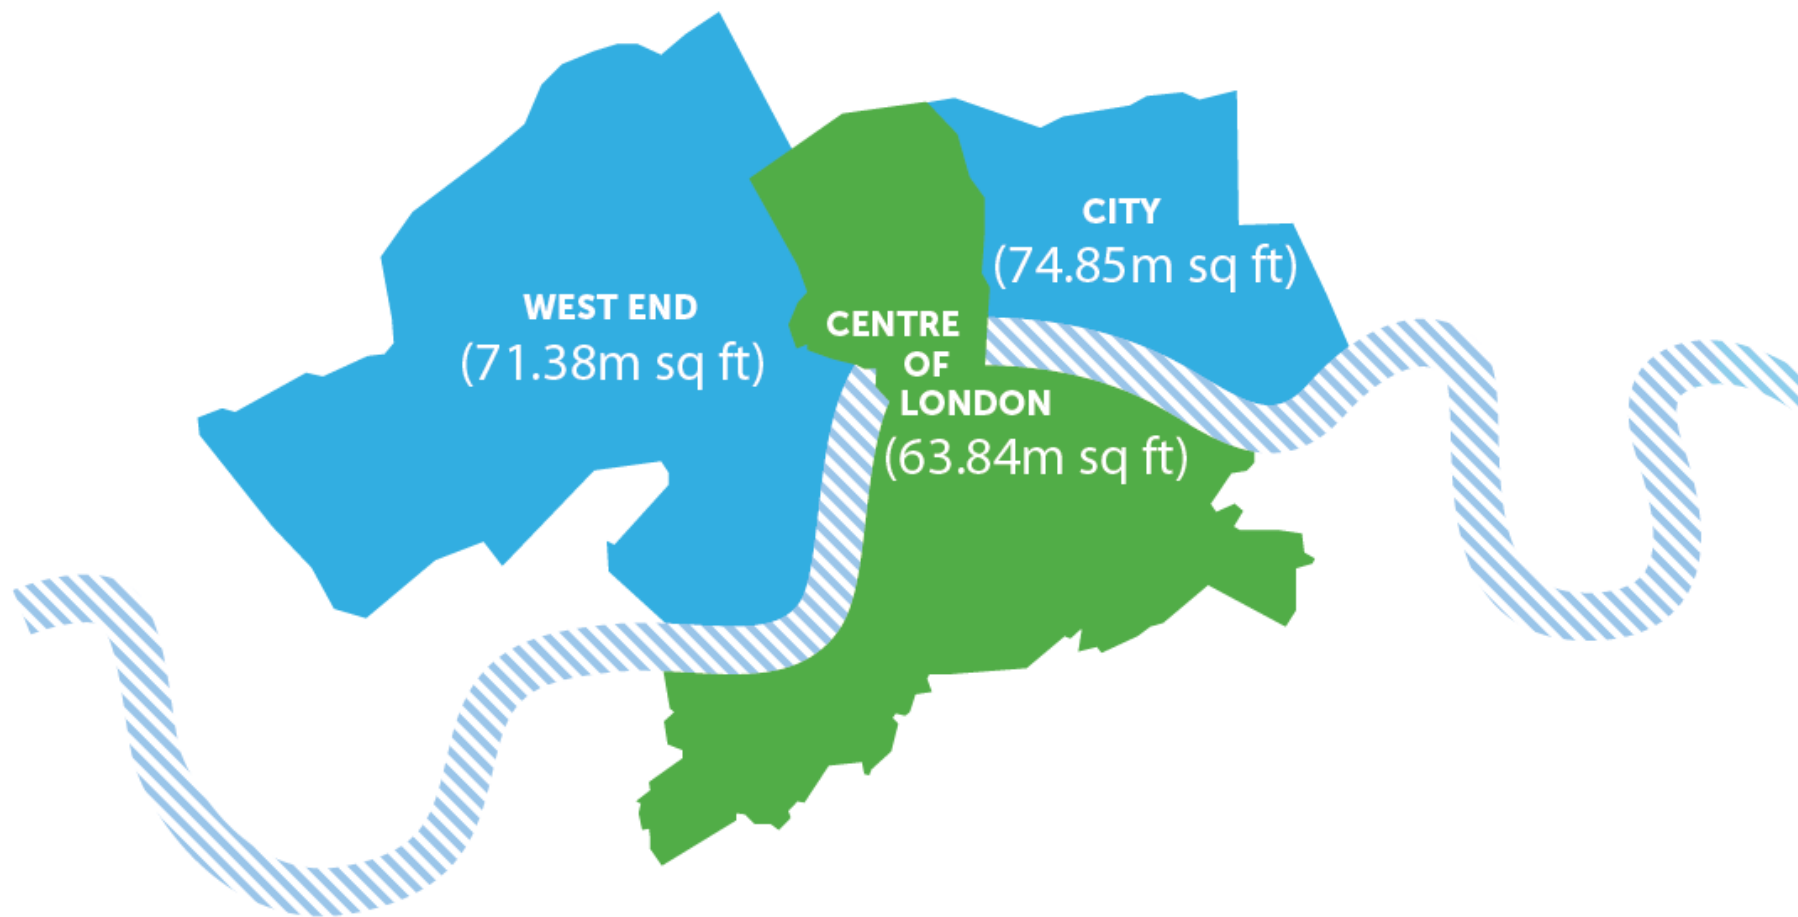 WEST END
(71.38m sq ft)
CENTRE
OF
LONDON
(63.84m sq ft)
CITY
(74.85m sq ft)